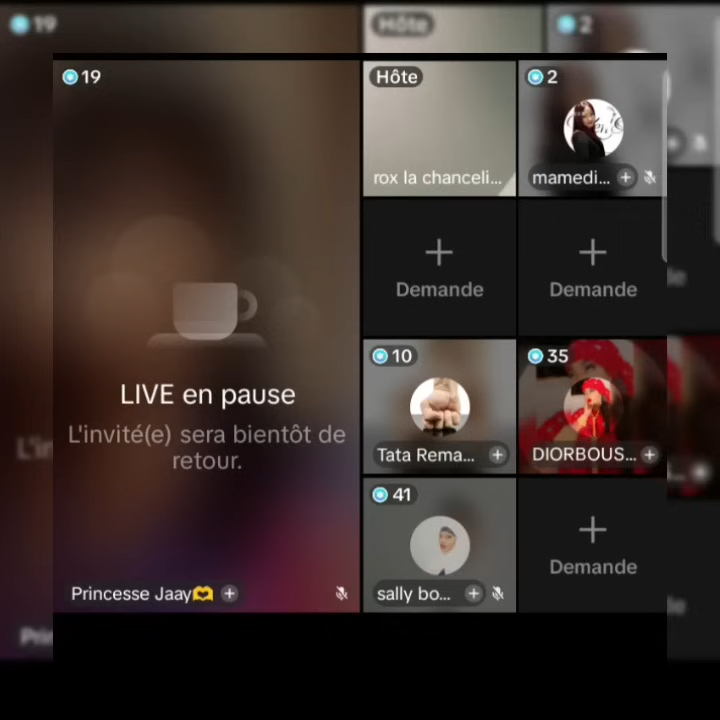 19
Hôte
2
rox la chanceli...
mamedi...
Demande
Demande
LIVE en pause
L'invité(e) sera bientôt de
retour.
10
35
Tata Rema...
DIORBOUS...
41
Demande
Princesse Jaay🫶
sally bo...